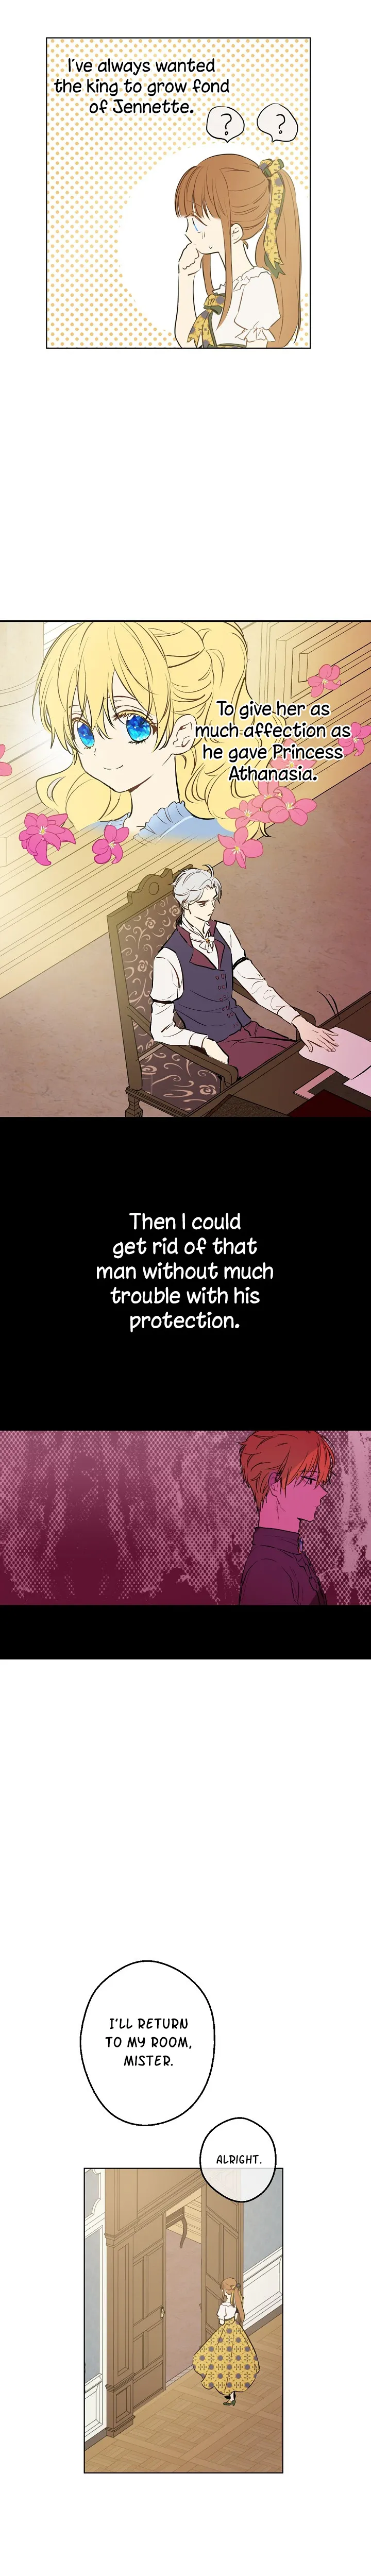 I've always wanted
the king to grow fond
of Jennette.
? ?
To give her as
much affection as
he gave Princess
Athanasia.
Then I could
get rid of that
man without much
trouble with his
protection.
I'LL RETURN
TO MY ROOM,
MISTER.
ALRIGHT.